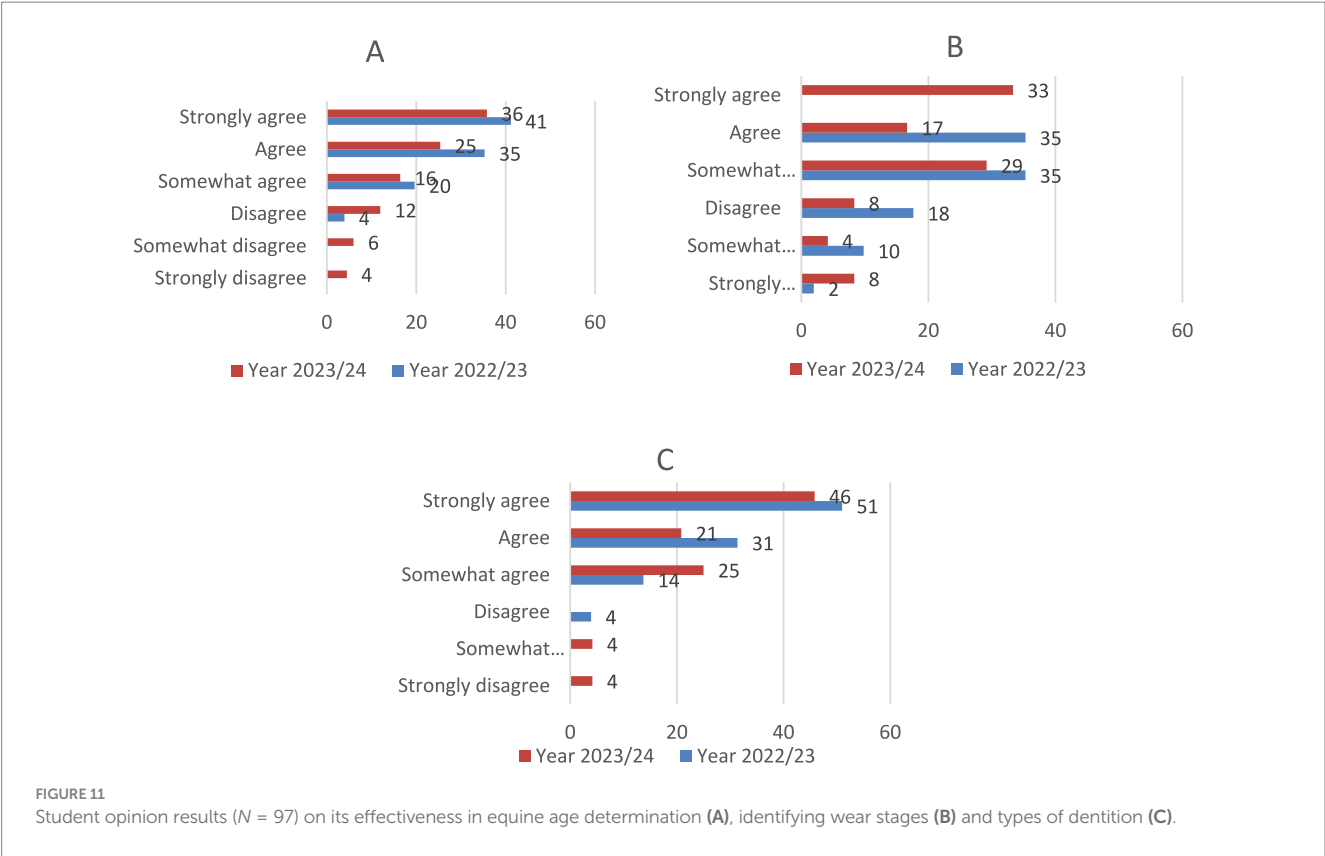 A
Strongly agree 36 41
Agree 25 35
Somewhat agree 16 20
Disagree 12 4
Somewhat disagree 6
Strongly disagree 4
0 20 40 60
Year 2023/24 Year 2022/23
B
Strongly agree 33
Agree 17 35
Somewhat... 29 35
Disagree 8 18
Somewhat... 4 10
Strongly... 8 2
0 20 40 60
Year 2023/24 Year 2022/23
C
Strongly agree 46 51
Agree 21 31
Somewhat agree 25 14
Disagree 4
Somewhat... 4
Strongly disagree 4
0 20 40 60
Year 2023/24 Year 2022/23
FIGURE 11
Student opinion results (N = 97) on its effectiveness in equine age determination (A), identifying wear stages (B) and types of dentition (C).